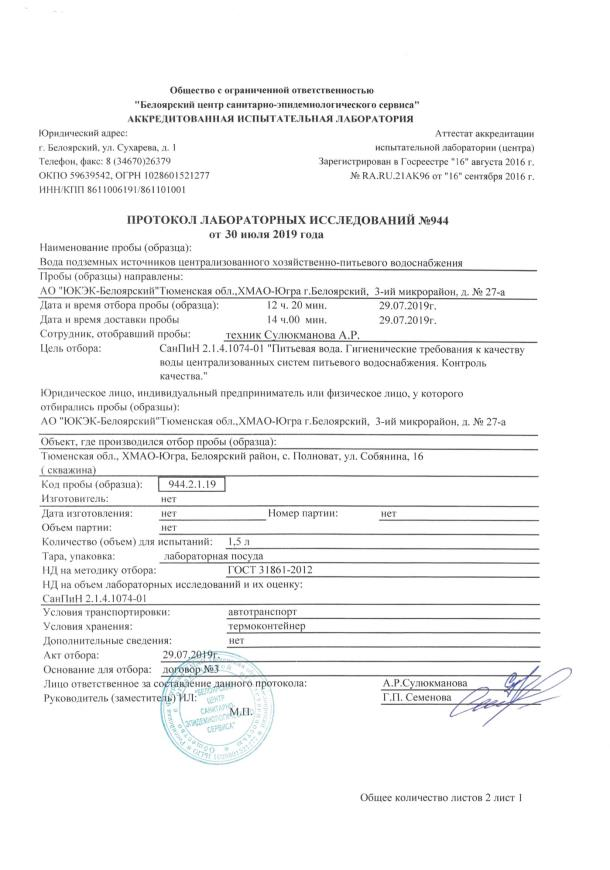 Общество с ограниченной ответственностью
"Белоярский центр санитарно-эпидемиологического сервиса"
АККРЕДИТОВАННАЯ ИСПЫТАТЕЛЬНАЯ ЛАБОРАТОРИЯ
Юридический адрес: Аттестат аккредитации
г. Белоярский, ул. Сухарева, д. 1 испытательной лаборатории (центра)
Телефон, факс: 8 (34670)26379 Зарегистрирован в Госреестре "16" августа 2016 г.
ОКПО 59639542, ОГРН 1028601521277 № RA.RU.21АК96 от "16" сентября 2016 г.
ИНН/КПП 8611006191/861101001
ПРОТОКОЛ ЛАБОРАТОРНЫХ ИССЛЕДОВАНИЙ №944
от 30 июля 2019 года
Наименование пробы (образца):
Вода подземных источников централизованного хозяйственно-питьевого водоснабжения
Пробы (образцы) направлены:
АО "ЮКЭК-Белоярский"Тюменская обл.,ХМАО-Югра г.Белоярский, 3-ий микрорайон, д. № 27-а
Дата и время отбора пробы (образца): 12 ч. 20 мин. 29.07.2019г.
Дата и время доставки пробы 14 ч.00 мин. 29.07.2019г.
Сотрудник, отобравший пробы: техник Сулюкманова А.Р.
Цель отбора: СанПиН 2.1.4.1074-01 "Питьевая вода. Гигиенические требования к качеству
воды централизованных систем питьевого водоснабжения. Контроль
качества."
Юридическое лицо, индивидуальный предприниматель или физическое лицо, у которого
отбирались пробы (образцы):
АО "ЮКЭК-Белоярский"Тюменская обл.,ХМАО-Югра г.Белоярский, 3-ий микрорайон, д. № 27-а
Объект, где производился отбор пробы (образца):
Тюменская обл., ХМАО-Югра, Белоярский район, с. Полноват, ул. Собянина, 16
( скважина)
Код пробы (образца): 944.2.1.19
Изготовитель: нет
Дата изготовления: нет Номер партии: нет
Объем партии: нет
Количество (объем) для испытаний: 1,5 л
Тара, упаковка: лабораторная посуда
НД на методику отбора: ГОСТ 31861-2012
НД на объем лабораторных исследований и их оценку:
СанПиН 2.1.4.1074-01
Условия транспортировки: автотранспорт
Условия хранения: термоконтейнер
Дополнительные сведения: нет
Акт отбора: 29.07.2019г.
Основание для отбора: договор №3
Лицо ответственное за составление данного протокола: А.Р.Сулюкманова
Руководитель (заместитель) ИЛ: Г.П. Семенова
М.П.
"БЕЛОЯРСКИЙ
ЦЕНТР
САНИТАРНО-
ЭПИДЕМИОЛОГИЧЕСКОГО
СЕРВИСА"
Общее количество листов 2 лист 1